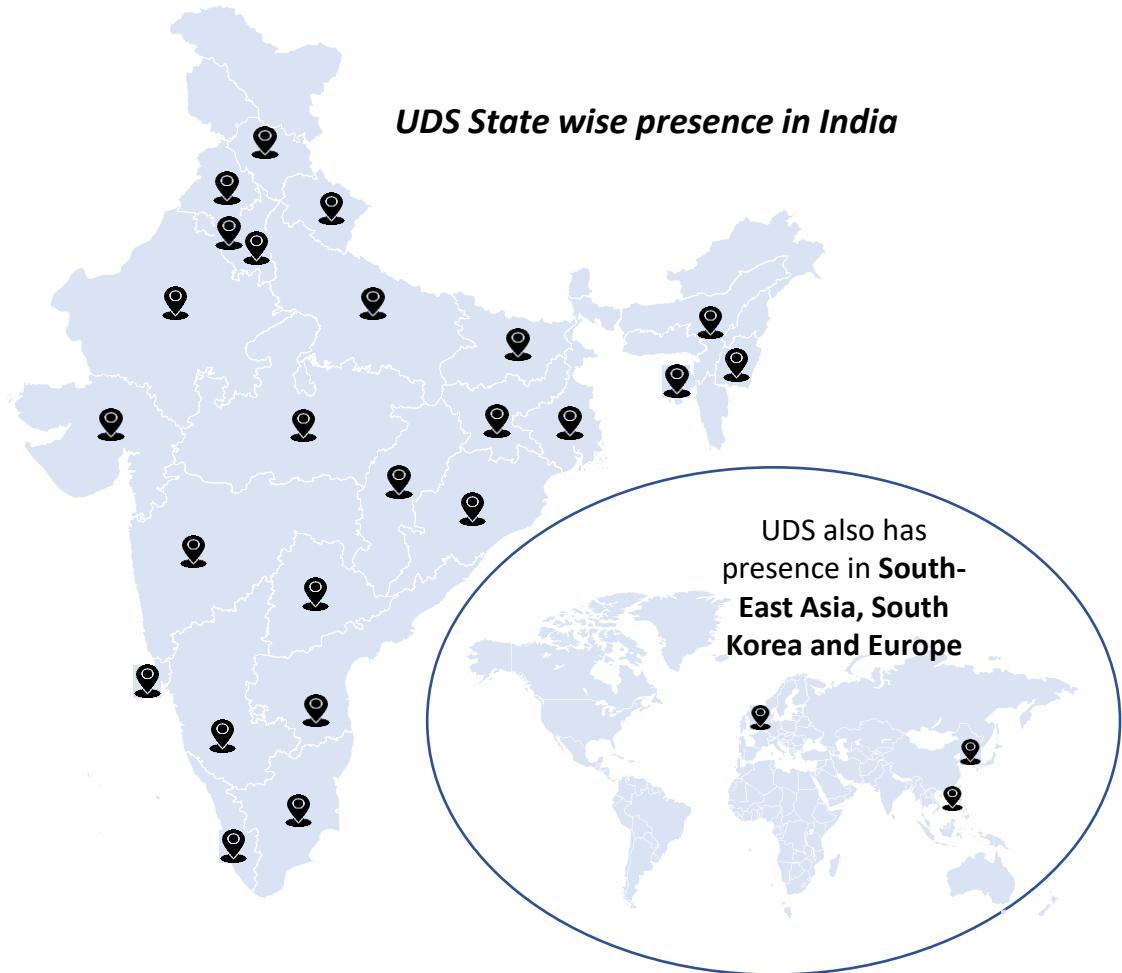 UDS State wise presence in India
UDS also has
presence in South-
East Asia, South
Korea and Europe